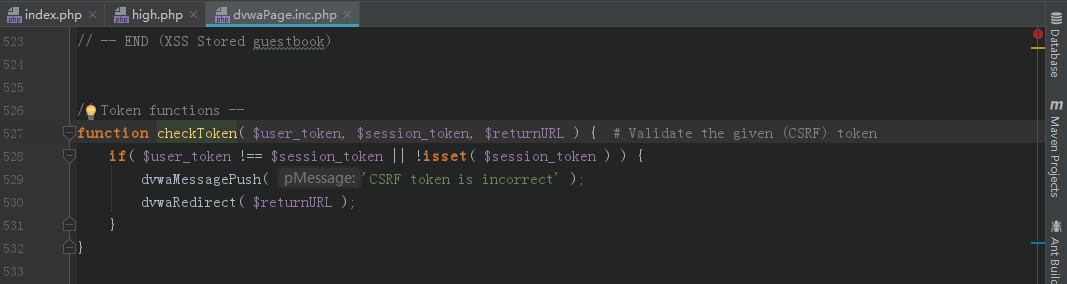 index.php × high.php × dvwaPage.inc.php ×
523 // -- END (XSS Stored guestbook)
524
525
526 / Token functions --
527 function checkToken( $user_token, $session_token, $returnURL ) {  # Validate the given (CSRF) token
528 if( $user_token !== $session_token || !isset( $session_token ) ) {
529 dvwaMessagePush( pMessage: 'CSRF token is incorrect' );
530 dvwaRedirect( $returnURL );
531 }
532 }
533
Database
m Maven Projects
Ant Build